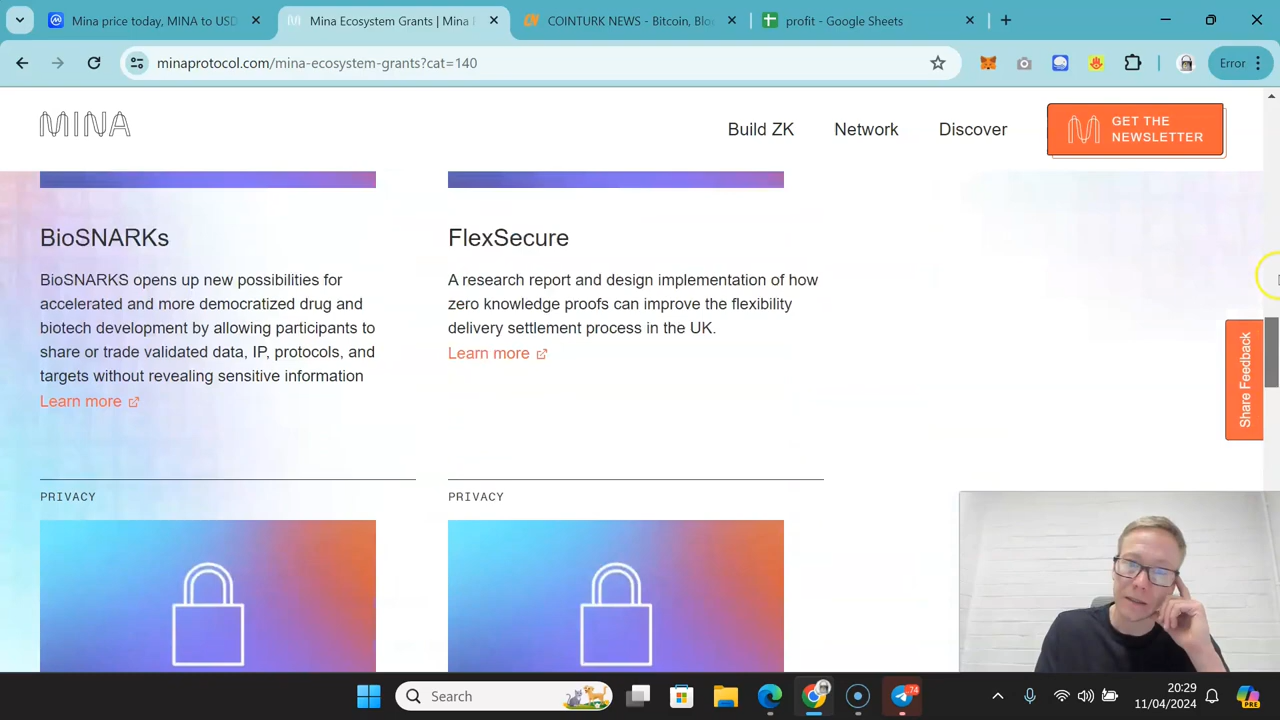 Mina price today, MINA to USD
Mina Ecosystem Grants | Mina
COINTURK NEWS - Bitcoin, Blo
profit - Google Sheets
minaprotocol.com/mina-ecosystem-grants?cat=140
Error
MINA
Build ZK
Network
Discover
GET THE
NEWSLETTER
BioSNARKs
BioSNARKS opens up new possibilities for
accelerated and more democratized drug and
biotech development by allowing participants to
share or trade validated data, IP, protocols, and
targets without revealing sensitive information
Learn more
FlexSecure
A research report and design implementation of how
zero knowledge proofs can improve the flexibility
delivery settlement process in the UK.
Learn more
Share Feedback
PRIVACY
PRIVACY
Search
74
20:29
11/04/2024
PRE